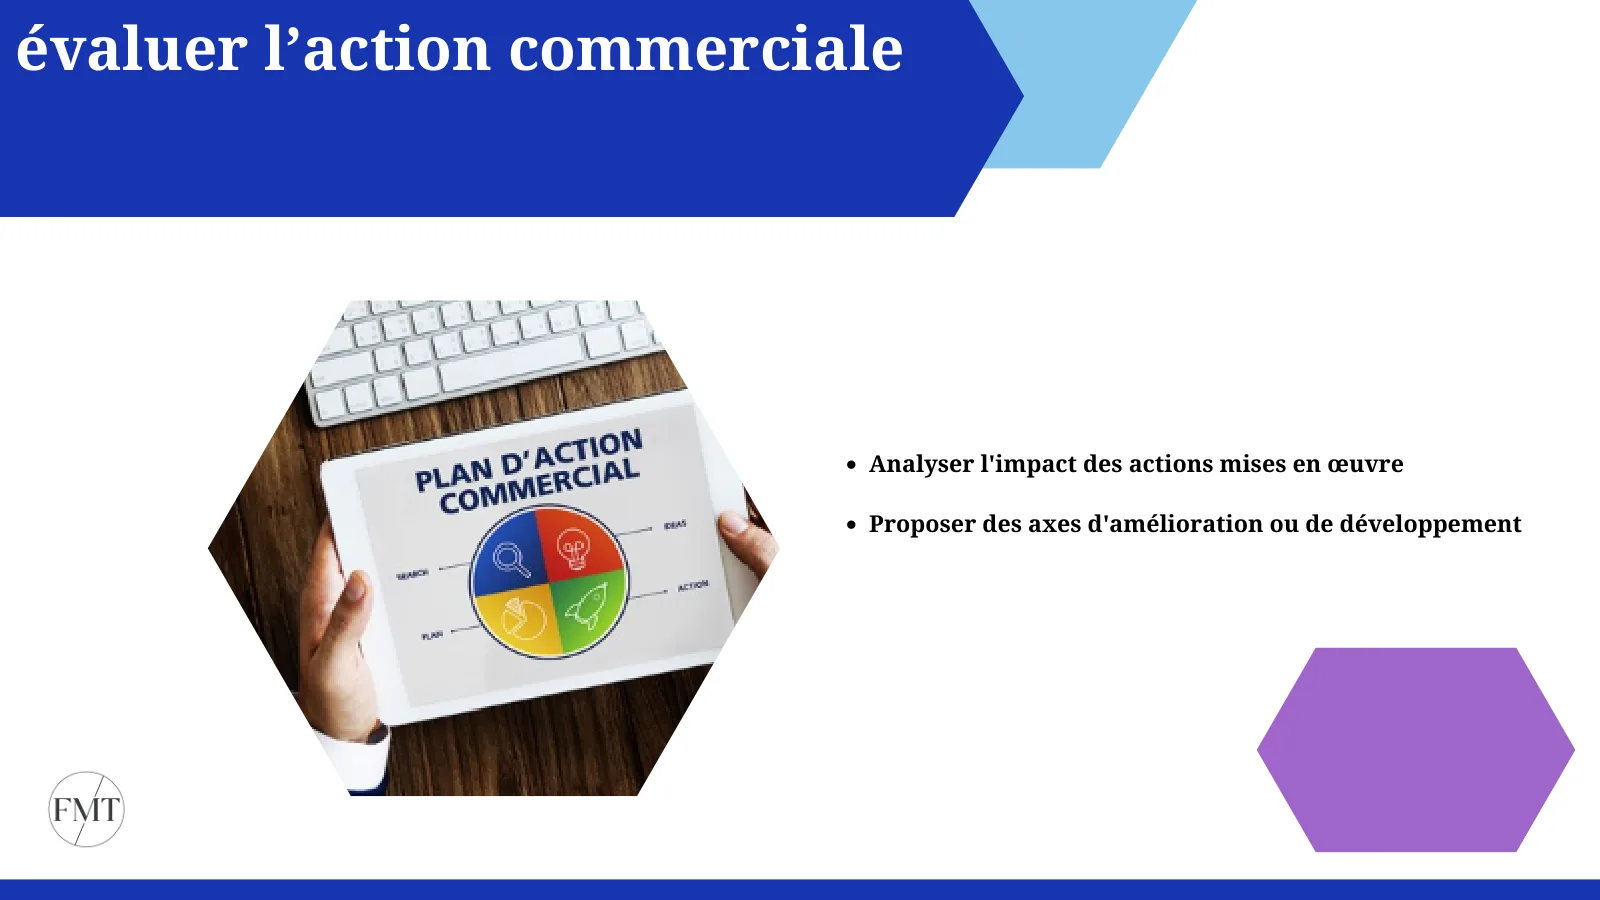 évaluer l’action commerciale
PLAN D’ACTION
COMMERCIAL
IDEAS
SEARCH
ACTION
PLAN
• Analyser l'impact des actions mises en œuvre
• Proposer des axes d'amélioration ou de développement
FMT